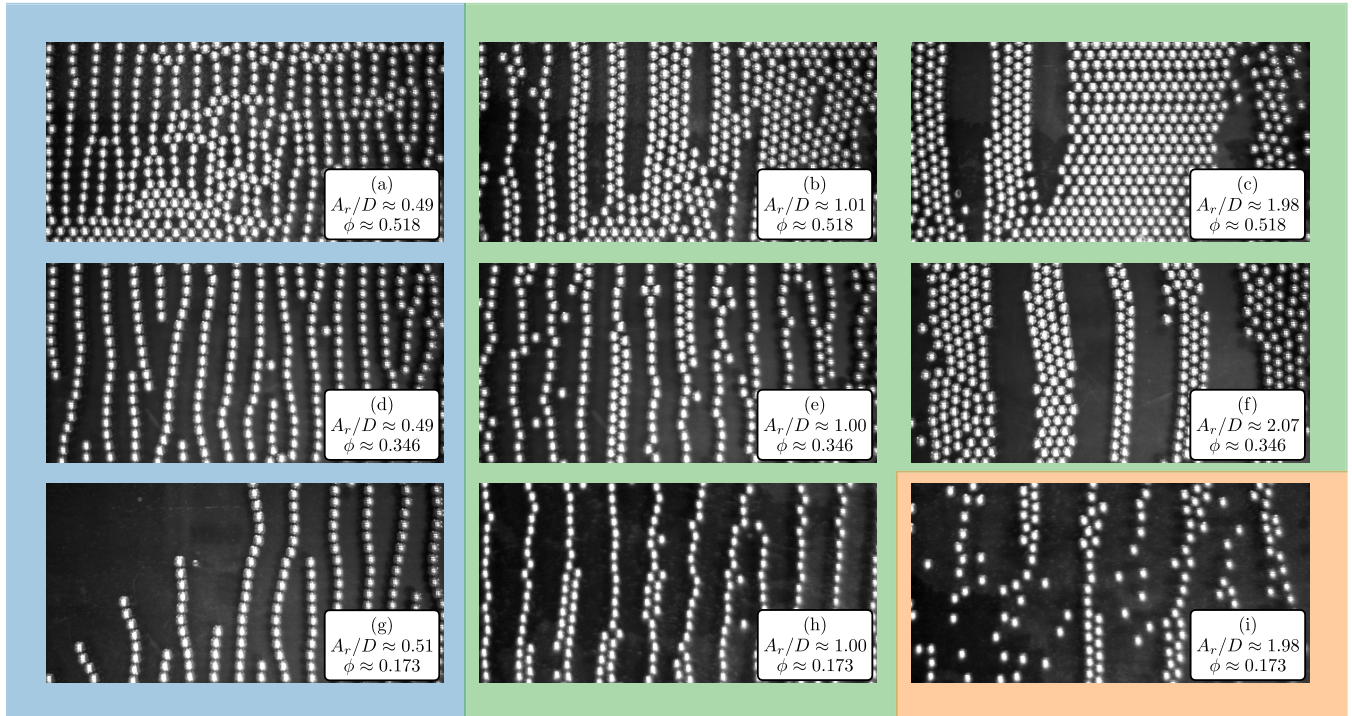 (a)
A_r/D ≈ 0.49
ϕ ≈ 0.518
(b)
A_r/D ≈ 1.01
ϕ ≈ 0.518
(c)
A_r/D ≈ 1.98
ϕ ≈ 0.518
(d)
A_r/D ≈ 0.49
ϕ ≈ 0.346
(e)
A_r/D ≈ 1.00
ϕ ≈ 0.346
(f)
A_r/D ≈ 2.07
ϕ ≈ 0.346
(g)
A_r/D ≈ 0.51
ϕ ≈ 0.173
(h)
A_r/D ≈ 1.00
ϕ ≈ 0.173
(i)
A_r/D ≈ 1.98
ϕ ≈ 0.173